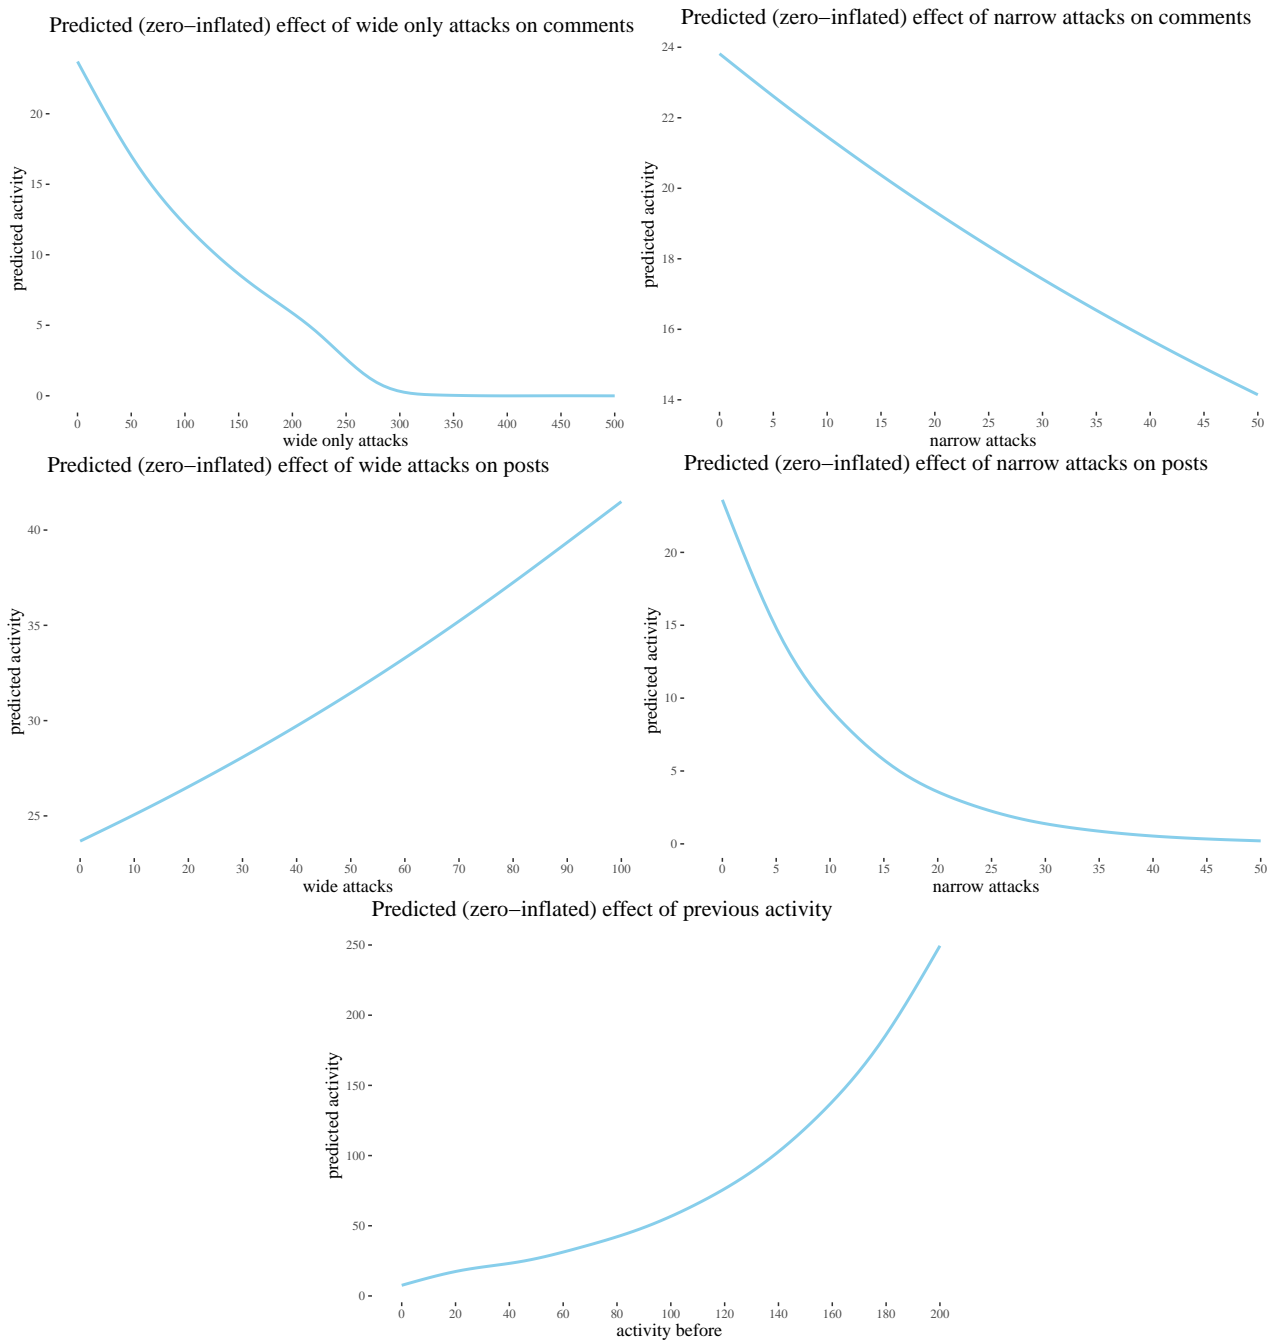 Predicted (zero−inflated) effect of wide only attacks on comments
predicted activity
20
15
10
5
0
0 50 100 150 200 250 300 350 400 450 500
wide only attacks
Predicted (zero−inflated) effect of narrow attacks on comments
predicted activity
24
22
20
18
16
14
0 5 10 15 20 25 30 35 40 45 50
narrow attacks
Predicted (zero−inflated) effect of wide attacks on posts
predicted activity
40
35
30
25
0 10 20 30 40 50 60 70 80 90 100
wide attacks
Predicted (zero−inflated) effect of narrow attacks on posts
predicted activity
20
15
10
5
0
0 5 10 15 20 25 30 35 40 45 50
narrow attacks
Predicted (zero−inflated) effect of previous activity
predicted activity
250
200
150
100
50
0
0 20 40 60 80 100 120 140 160 180 200
activity before